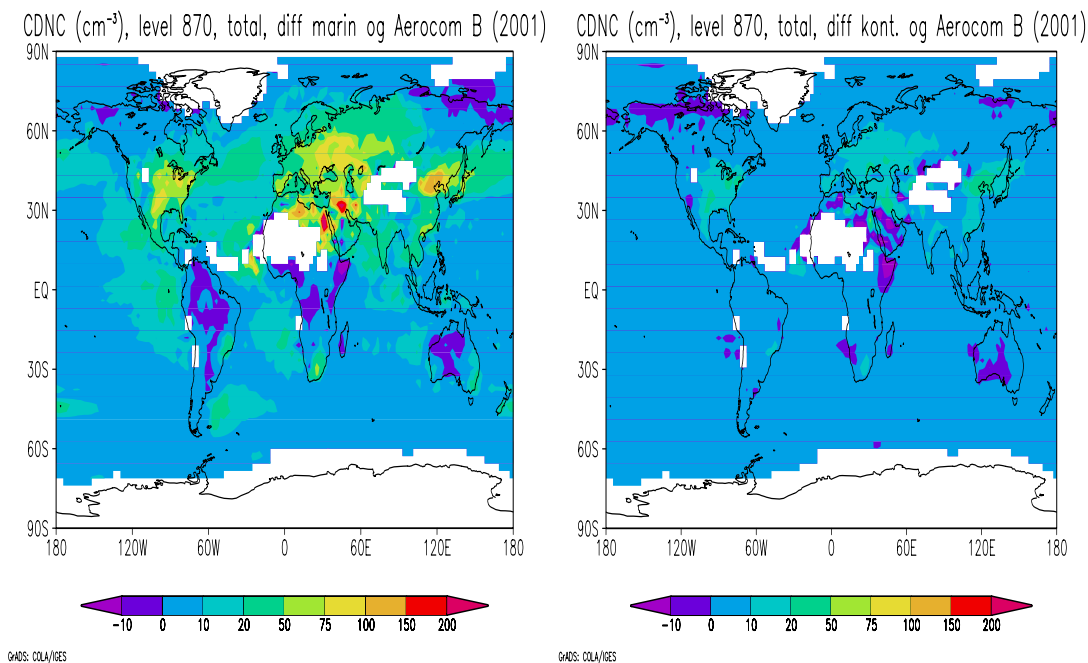 CDNC (cm⁻³), level 870, total, diff marin og Aerocom B (2001)
90N
60N
30N
EQ
30S
60S
90S
180 120W 60W 0 60E 120E 180
-10 0 10 20 50 75 100 150 200
GrADS: COLA/IGES
CDNC (cm⁻³), level 870, total, diff kont. og Aerocom B (2001)
90N
60N
30N
EQ
30S
60S
90S
180 120W 60W 0 60E 120E 180
-10 0 10 20 50 75 100 150 200
GrADS: COLA/IGES